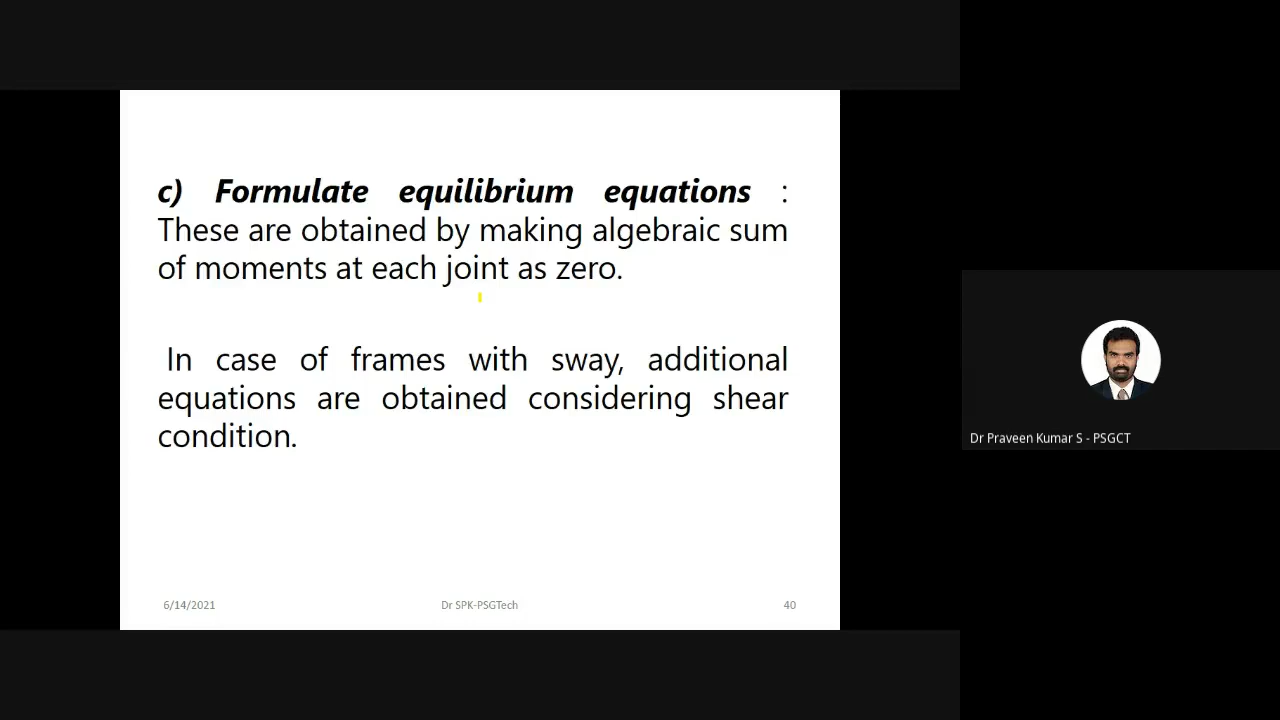 c) Formulate equilibrium equations :
These are obtained by making algebraic sum
of moments at each joint as zero.
In case of frames with sway, additional
equations are obtained considering shear
condition.
6/14/2021
Dr SPK-PSGTech
40
Dr Praveen Kumar S - PSGCT